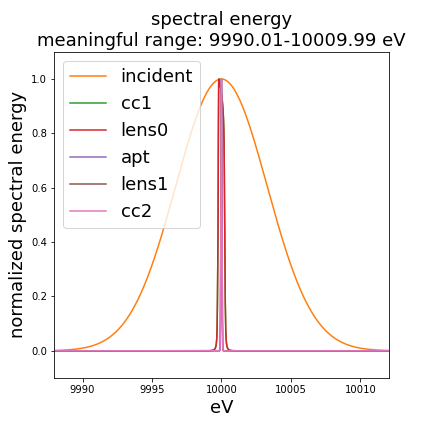 spectral energy
meaningful range: 9990.01-10009.99 eV
normalized spectral energy
1.0
0.8
0.6
0.4
0.2
0.0
incident
cc1
lens0
apt
lens1
cc2
9990
9995
10000
10005
10010
eV